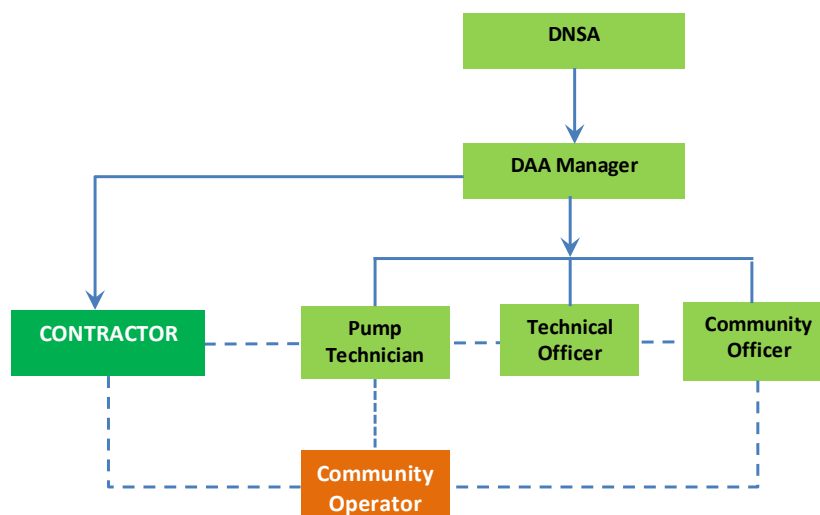 DNSA
DAA Manager
CONTRACTOR
Pump
Technician
Technical
Officer
Community
Officer
Community
Operator